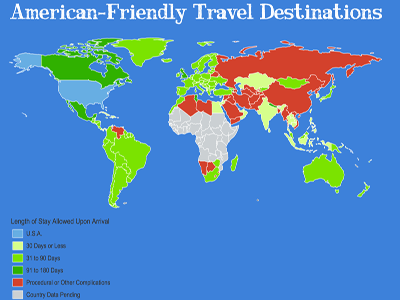 American-Friendly Travel Destinations
Length of Stay Allowed Upon Arrival
U.S.A.
30 Days or Less
31 to 90 Days
91 to 180 Days
Procedural or Other Complications
Country Data Pending